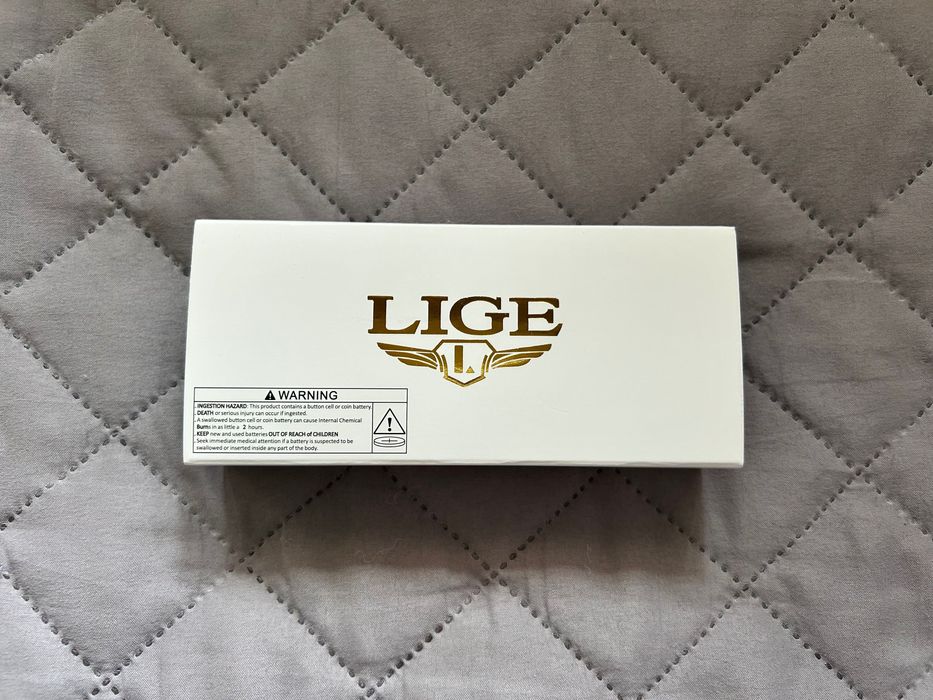 LIGE
L
WARNING
INGESTION HAZARD: This product contains a button cell or coin battery.
DEATH or serious injury can occur if ingested.
A swallowed button cell or coin battery can cause Internal Chemical
Burns in as little a 2 hours.
KEEP new and used batteries OUT OF REACH of CHILDREN
Seek immediate medical attention if a battery is suspected to be
swallowed or inserted inside any part of the body.